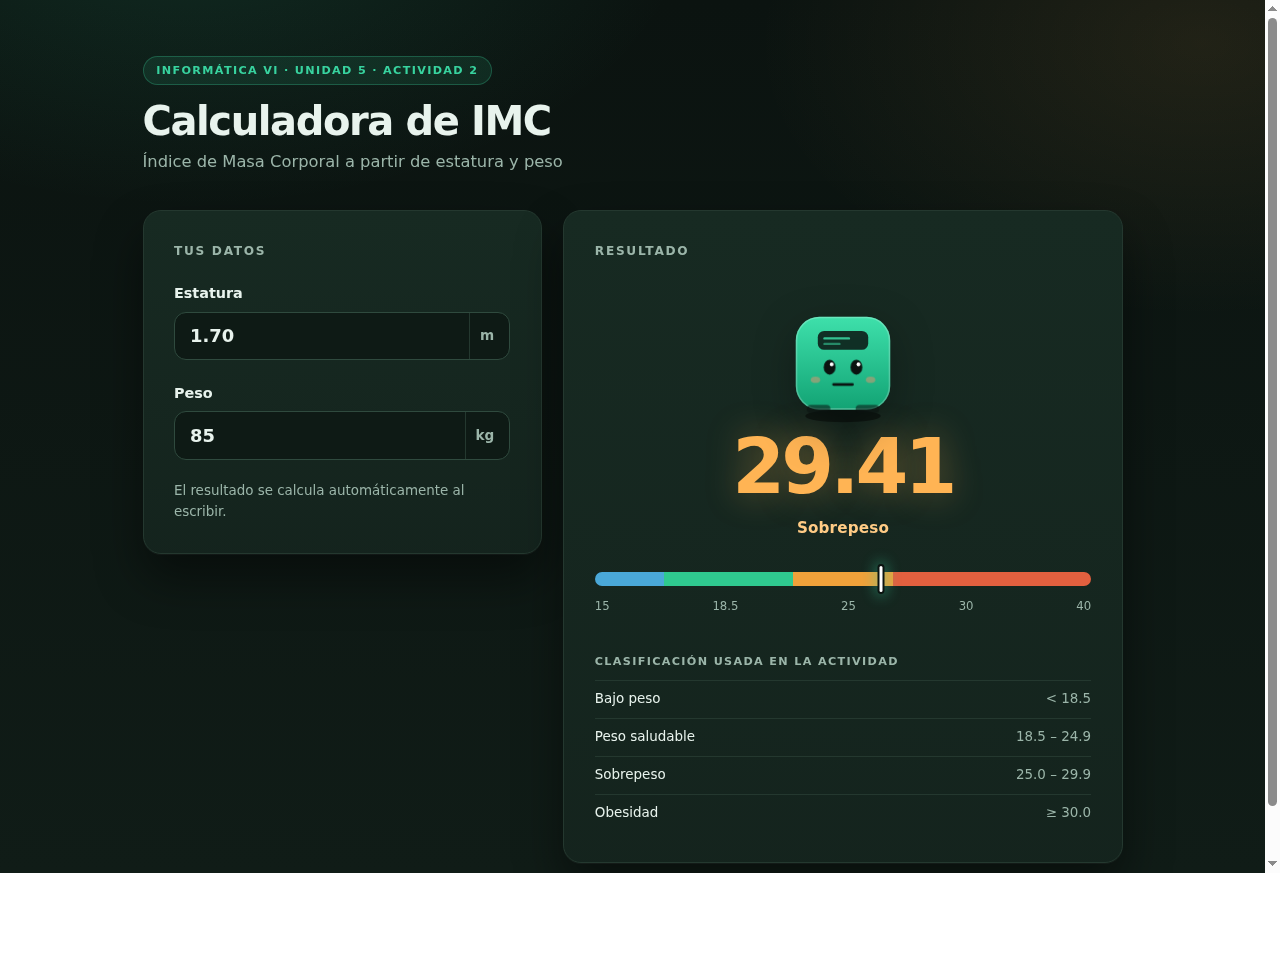 INFORMÁTICA VI · UNIDAD 5 · ACTIVIDAD 2
Calculadora de IMC
Índice de Masa Corporal a partir de estatura y peso
TUS DATOS
Estatura
1.70 m
Peso
85 kg
El resultado se calcula automáticamente al
escribir.
RESULTADO
29.41
Sobrepeso
15 18.5 25 30 40
CLASIFICACIÓN USADA EN LA ACTIVIDAD
Bajo peso < 18.5
Peso saludable 18.5 – 24.9
Sobrepeso 25.0 – 29.9
Obesidad ≥ 30.0